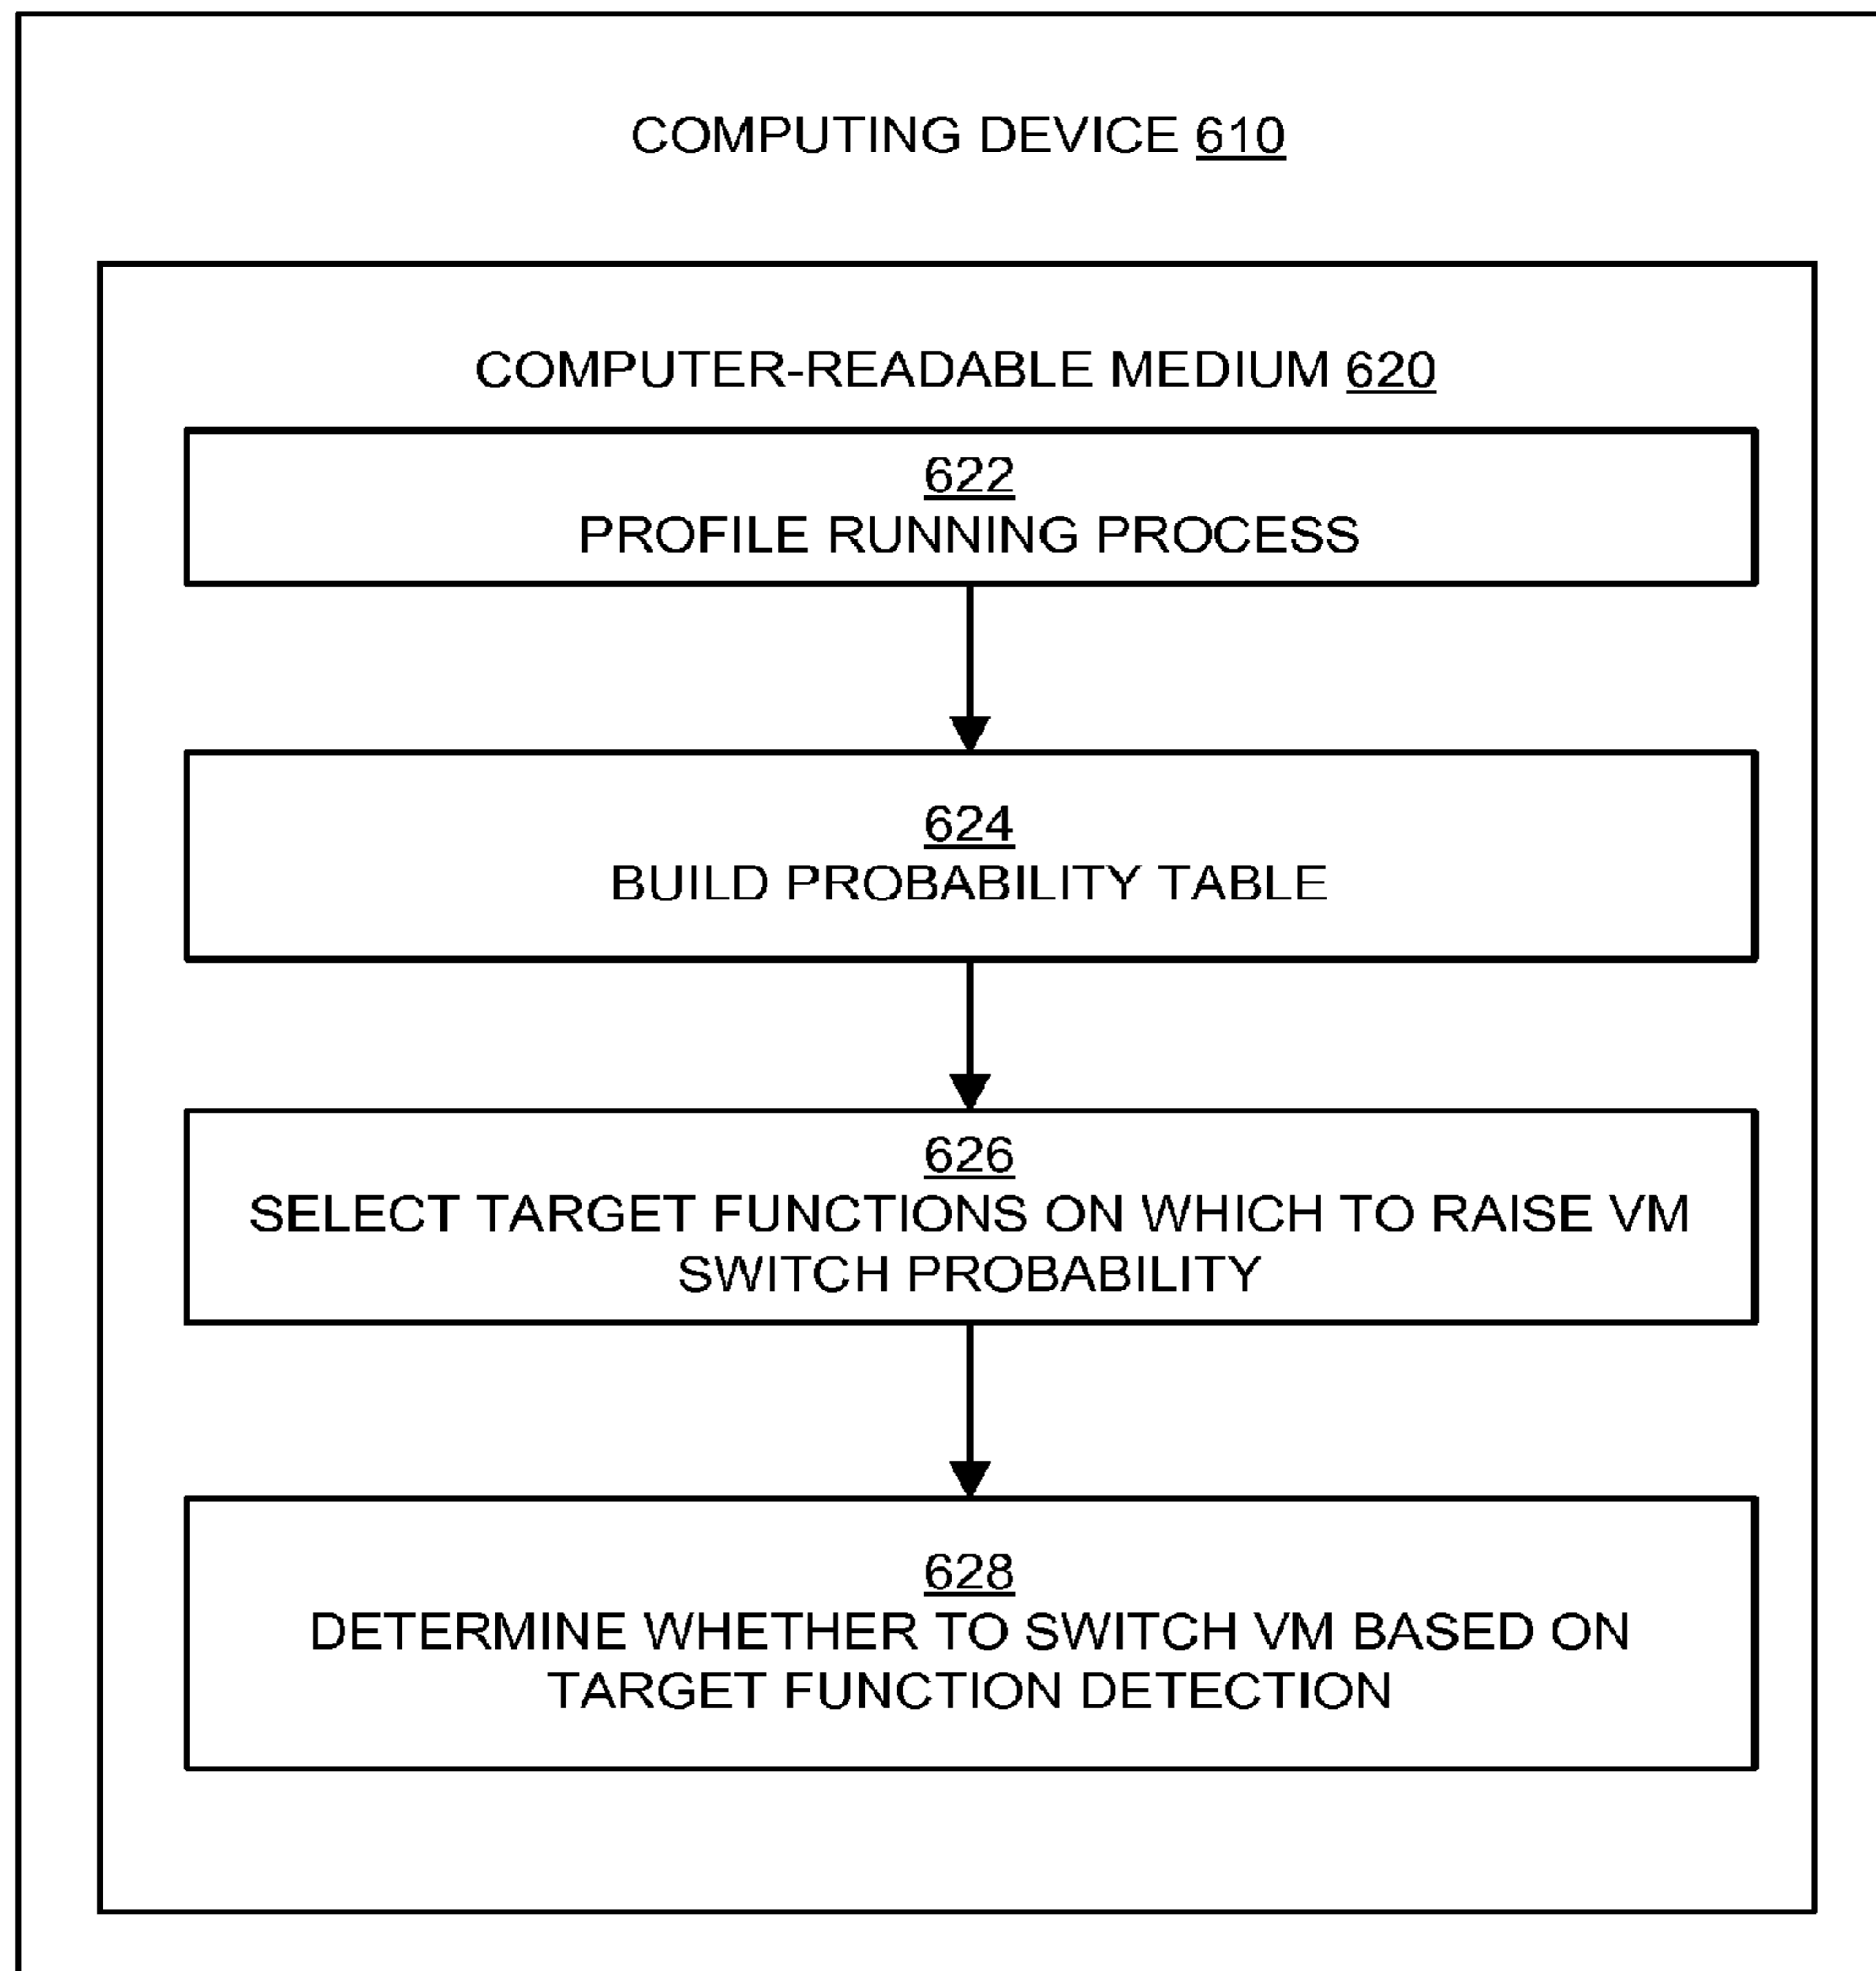 COMPUTING DEVICE 610
COMPUTER-READABLE MEDIUM 620
622
PROFILE RUNNING PROCESS
624
BUILD PROBABILITY TABLE
626
SELECT TARGET FUNCTIONS ON WHICH TO RAISE VM
SWITCH PROBABILITY
628
DETERMINE WHETHER TO SWITCH VM BASED ON
TARGET FUNCTION DETECTION